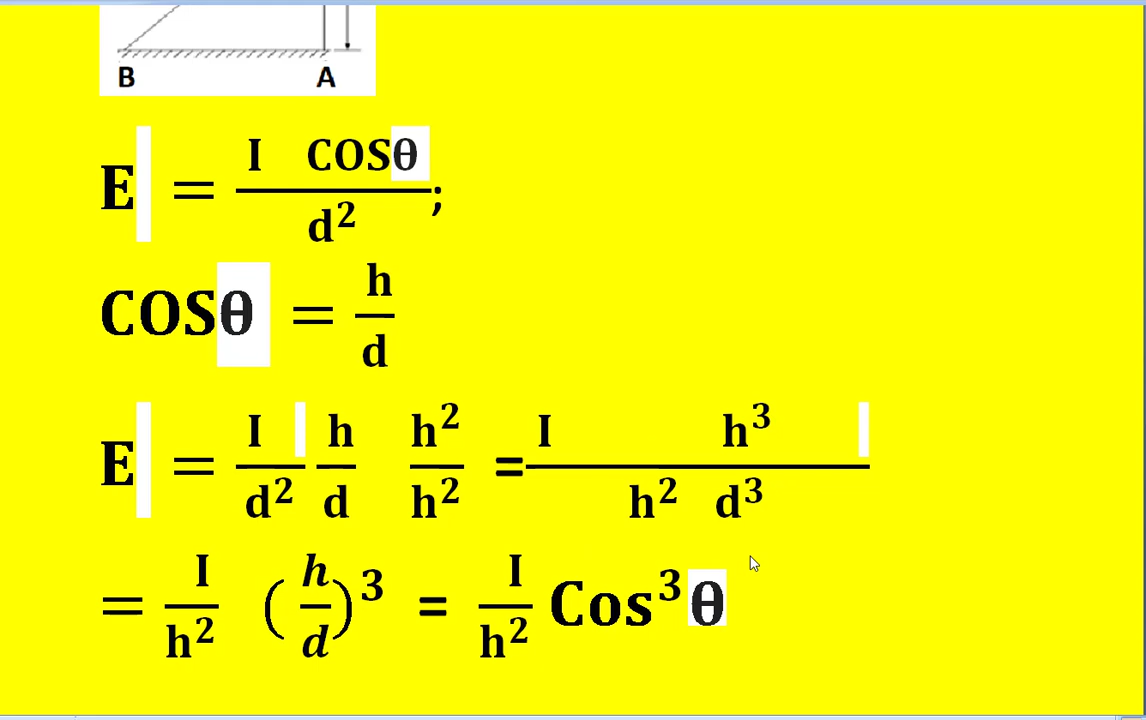 B A
E = I COSθ / d² ;
COSθ = h / d
E = I / d² h / d h² / h² = I h³ / h² d³
= I / h² (h / d)³ = I / h² Cos³θ